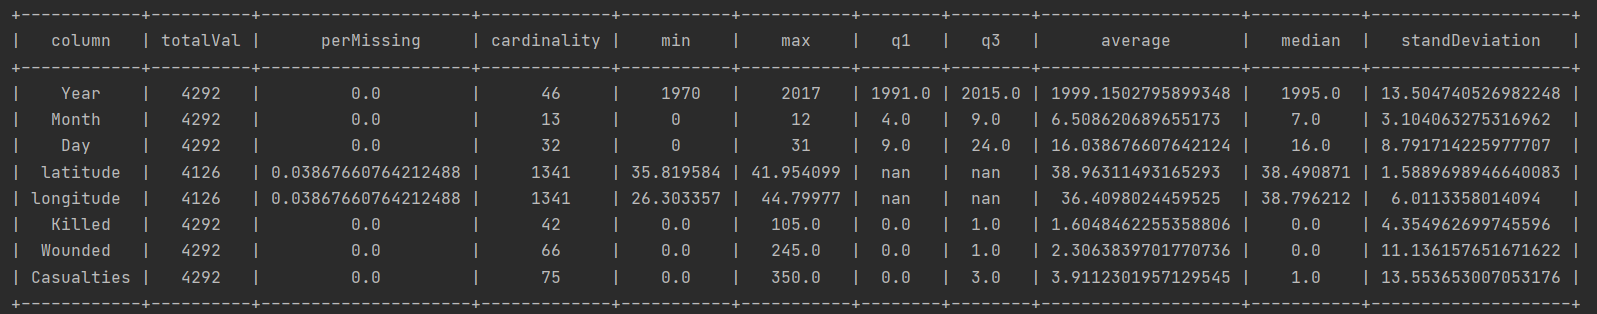 +------------+----------+---------------------+-------------+-----------+-----------+--------+--------+--------------------+-----------+--------------------+
|   column   | totalVal |      perMissing     | cardinality |    min    |    max    |   q1   |   q3   |      average       |   median  |   standDeviation   |
+------------+----------+---------------------+-------------+-----------+-----------+--------+--------+--------------------+-----------+--------------------+
|    Year    |   4292   |         0.0         |      46     |    1970   |    2017   | 1991.0 | 2015.0 | 1999.1502795899348 |   1995.0  | 13.504740526982248 |
|   Month    |   4292   |         0.0         |      13     |     0     |     12    |  4.0   |  9.0   | 6.508620689655173  |    7.0    | 3.104063275316962  |
|    Day     |   4292   |         0.0         |      32     |     0     |     31    |  9.0   |  24.0  | 16.038676607642124 |    16.0   | 8.791714225977707  |
|  latitude  |   4126   | 0.03867660764212488 |     1341    | 35.819584 | 41.954099 |  nan   |  nan   | 38.96311493165293  | 38.490871 | 1.5889698946640083 |
| longitude  |   4126   | 0.03867660764212488 |     1341    | 26.303357 |  44.79977 |  nan   |  nan   |  36.4098024459525  | 38.796212 |  6.0113358014094   |
|   Killed   |   4292   |         0.0         |      42     |    0.0    |   105.0   |  0.0   |  1.0   | 1.6048462255358806 |    0.0    | 4.354962699745596  |
|  Wounded   |   4292   |         0.0         |      66     |    0.0    |   245.0   |  0.0   |  1.0   | 2.3063839701770736 |    0.0    | 11.136157651671622 |
| Casualties |   4292   |         0.0         |      75     |    0.0    |   350.0   |  0.0   |  3.0   | 3.9112301957129545 |    1.0    | 13.553653007053176 |
+------------+----------+---------------------+-------------+-----------+-----------+--------+--------+--------------------+-----------+--------------------+